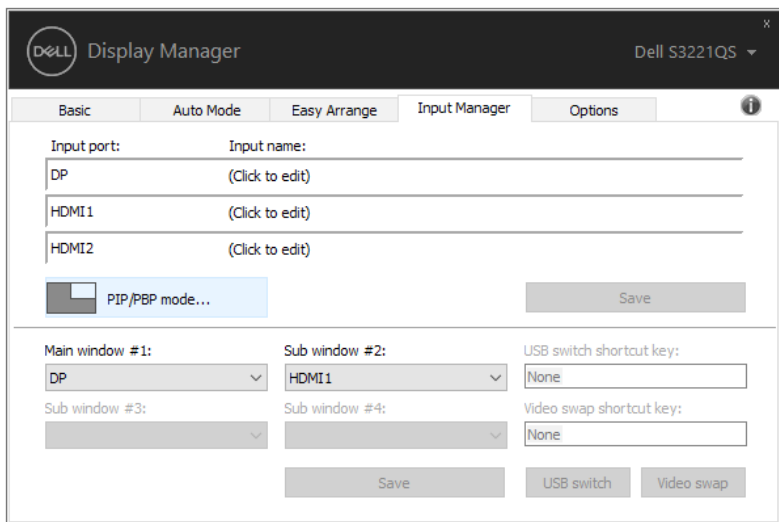 x
DELL Display Manager Dell S3221QS
Basic Auto Mode Easy Arrange Input Manager Options i
Input port: Input name:
DP (Click to edit)
HDMI1 (Click to edit)
HDMI2 (Click to edit)
PIP/PBP mode... Save
Main window #1: Sub window #2: USB switch shortcut key:
DP HDMI1 None
Sub window #3: Sub window #4: Video swap shortcut key:
None
Save USB switch Video swap